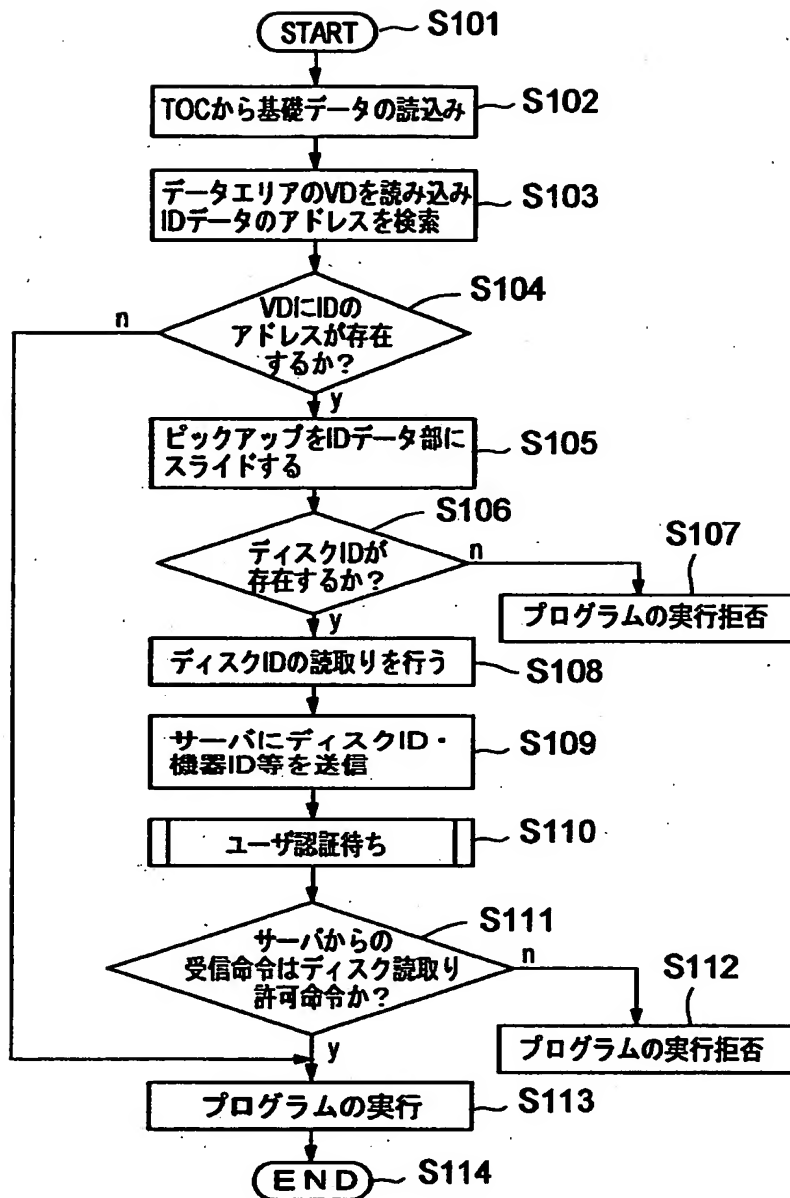 START
S101
TOCから基礎データの読込み
S102
データエリアのVDを読み込み
IDデータのアドレスを検索
S103
S104
VDにIDの
アドレスが存在
するか?
n
y
ピックアップをIDデータ部に
スライドする
S105
S106
ディスクIDが
存在するか?
n
y
S107
プログラムの実行拒否
ディスクIDの読取りを行う
S108
サーバにディスクID・
機器ID等を送信
S109
ユーザ認証待ち
S110
S111
サーバからの
受信命令はディスク読取り
許可命令か?
n
y
S112
プログラムの実行拒否
プログラムの実行
S113
END
S114